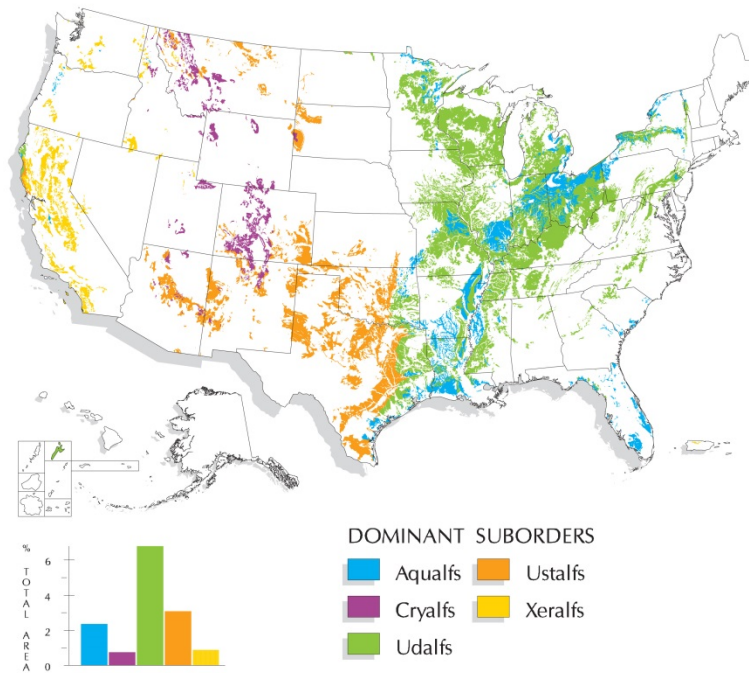 DOMINANT SUBORDERS
Aqualfs
Ustalfs
Cryalfs
Xeralfs
Udalfs
% TOTAL AREA
6
4
2
0